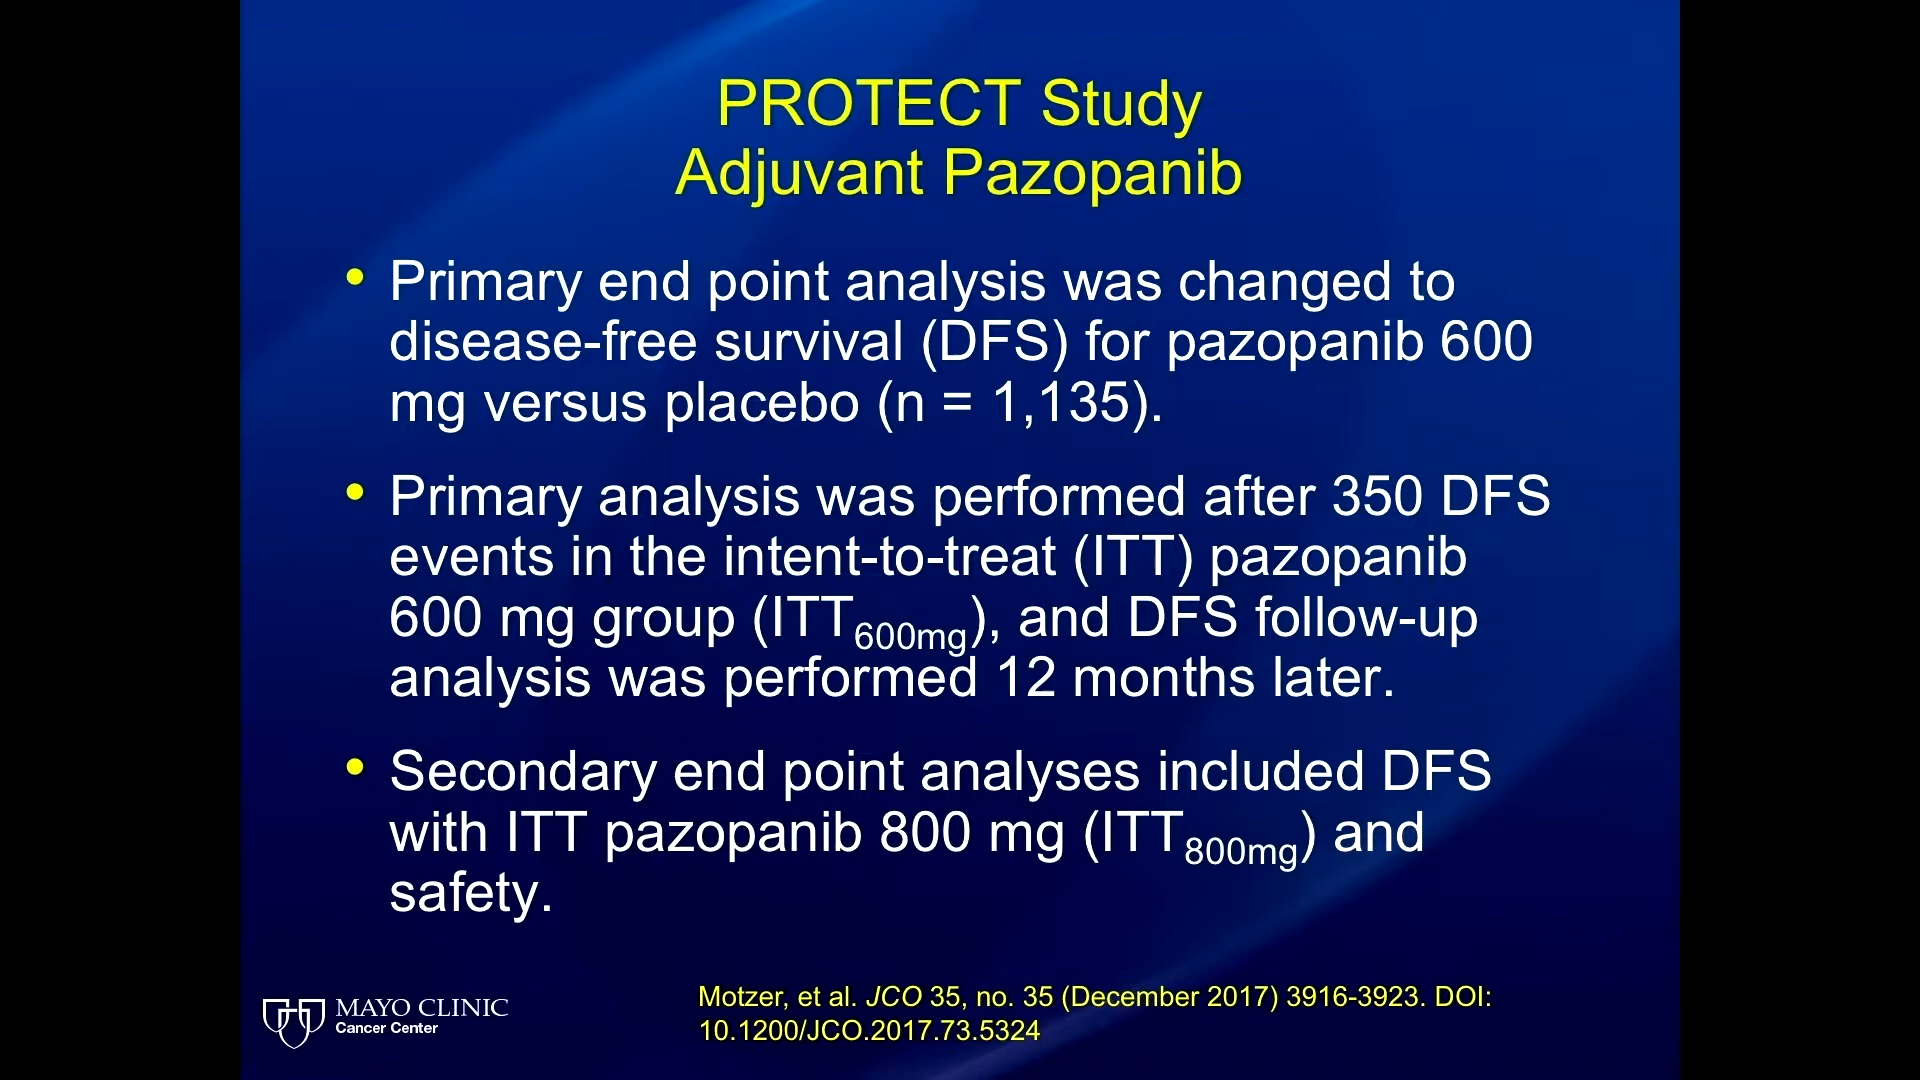 PROTECT Study
Adjuvant Pazopanib
• Primary end point analysis was changed to
disease-free survival (DFS) for pazopanib 600
mg versus placebo (n = 1,135).
• Primary analysis was performed after 350 DFS
events in the intent-to-treat (ITT) pazopanib
600 mg group (ITT600mg), and DFS follow-up
analysis was performed 12 months later.
• Secondary end point analyses included DFS
with ITT pazopanib 800 mg (ITT800mg) and
safety.
MAYO CLINIC
Cancer Center
Motzer, et al. JCO 35, no. 35 (December 2017) 3916-3923. DOI:
10.1200/JCO.2017.73.5324